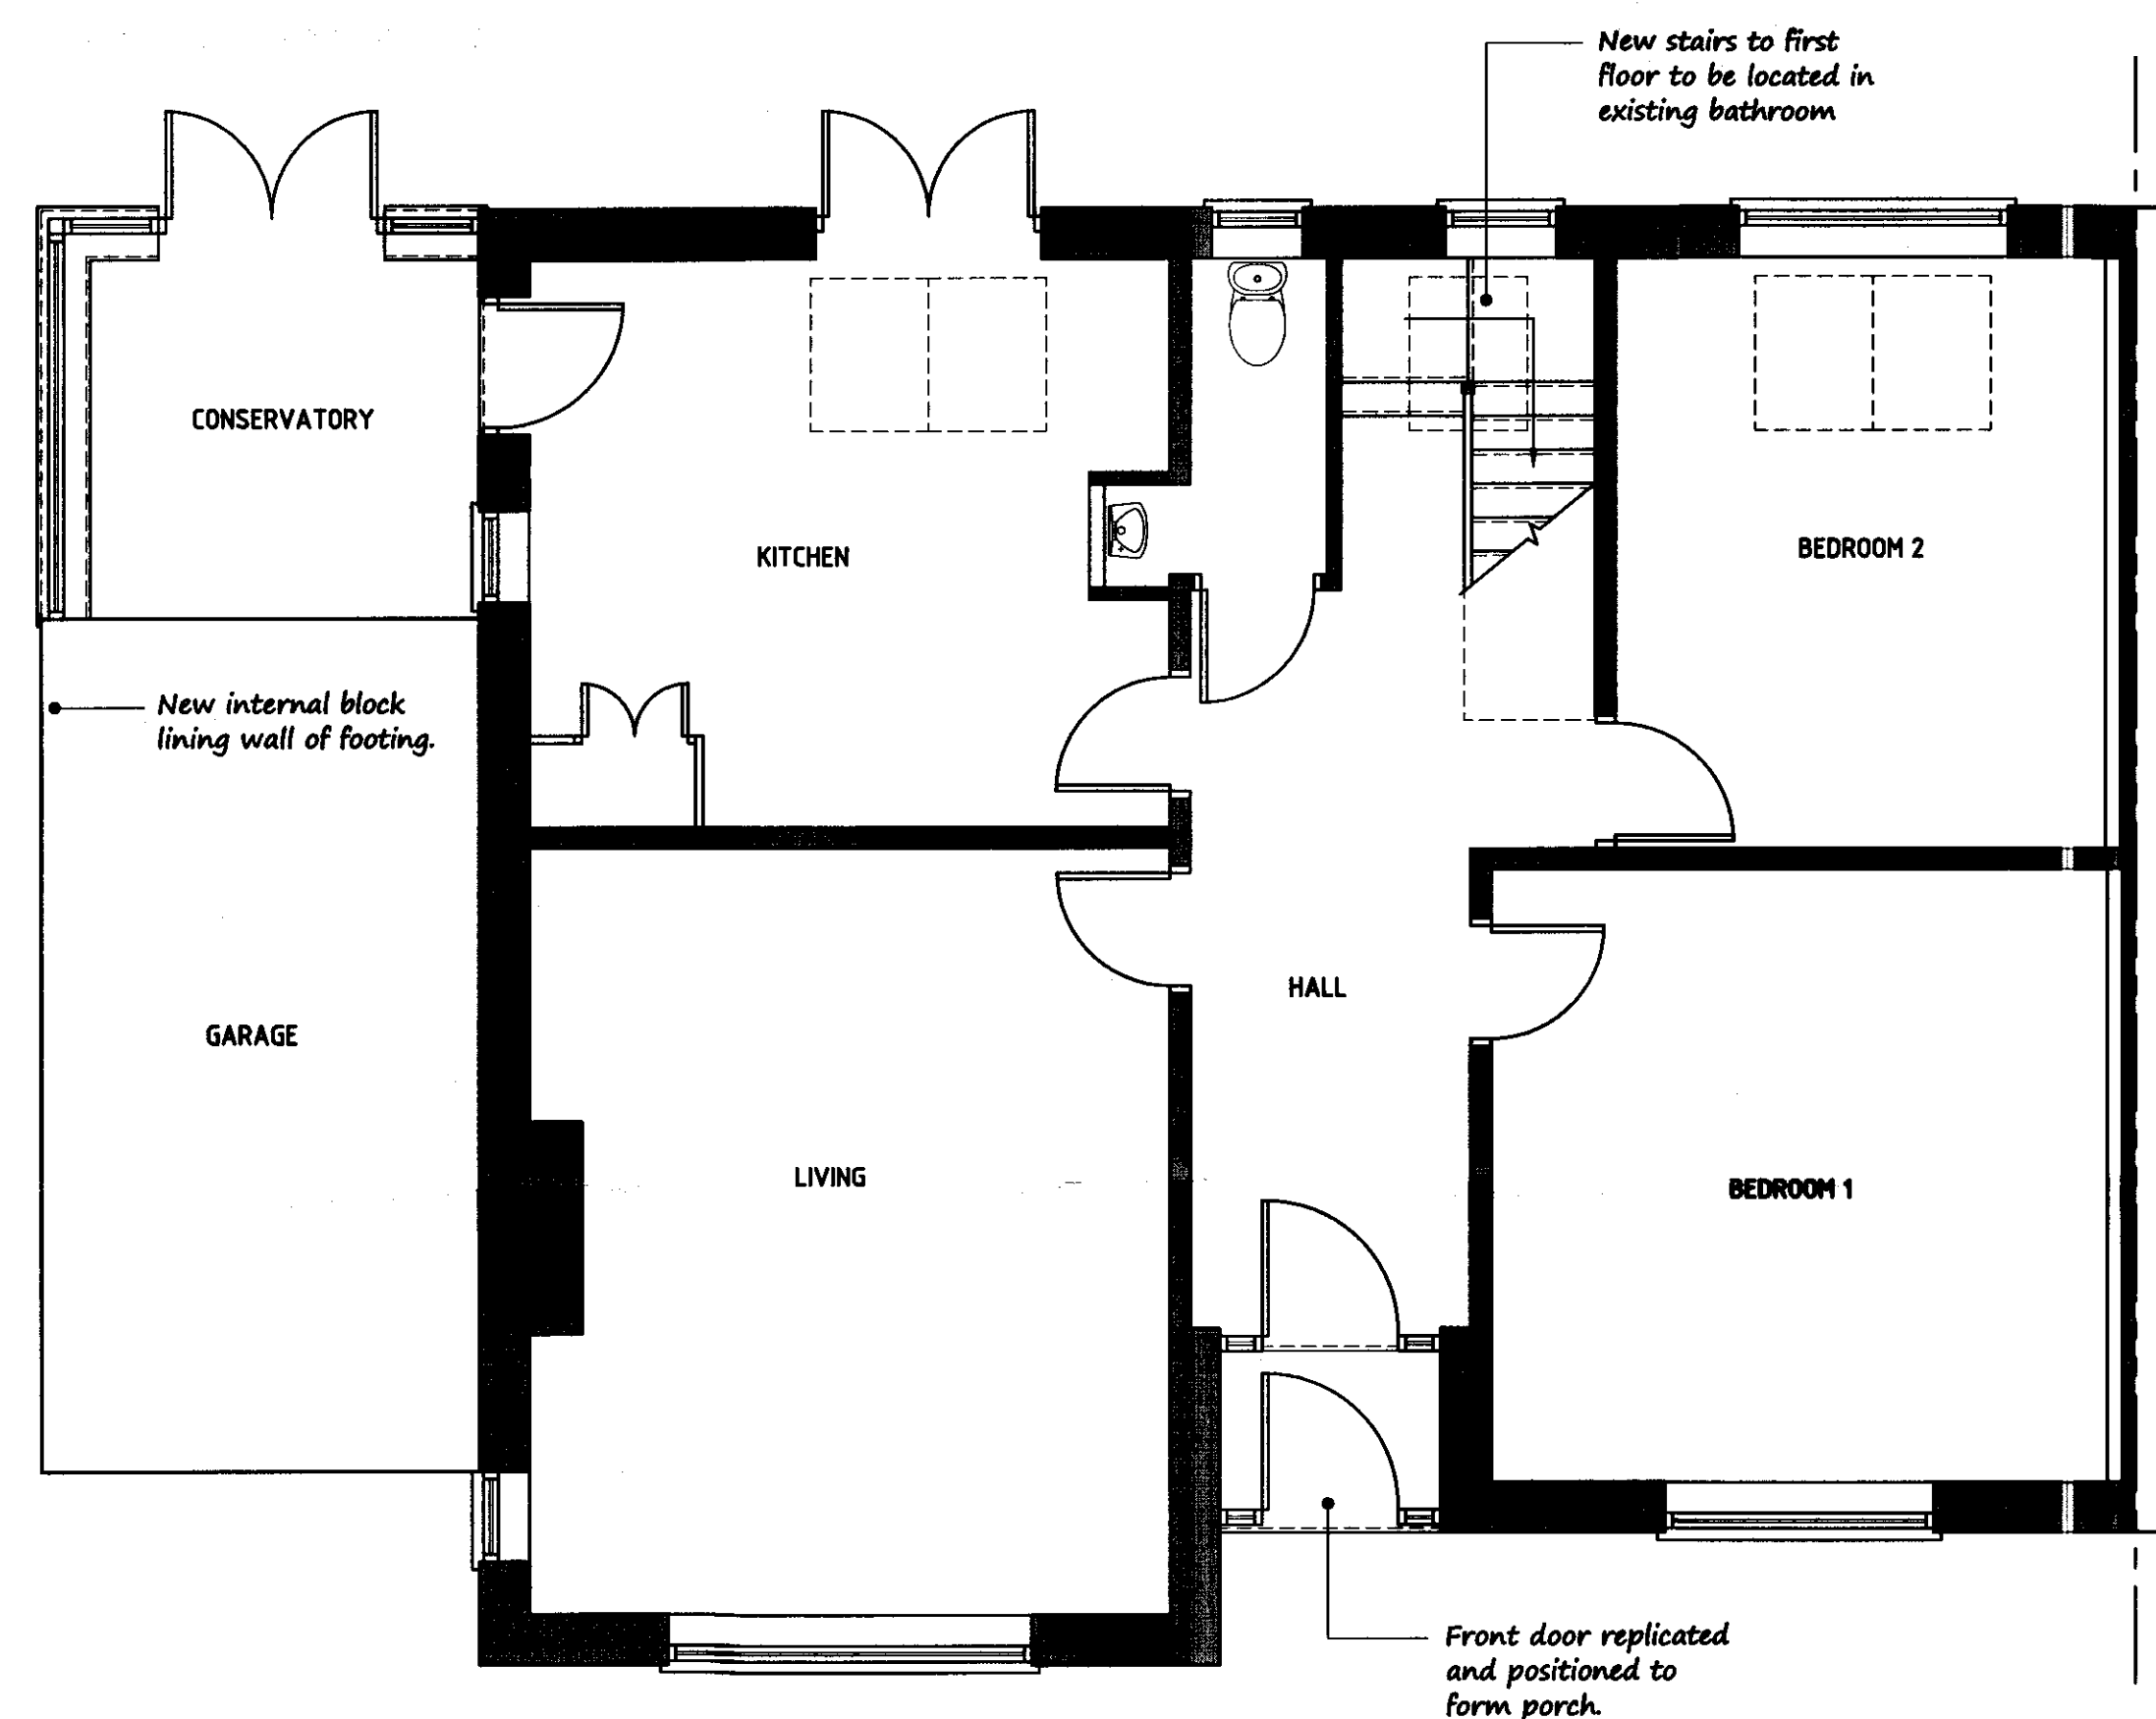 New stairs to first
floor to be located in
existing bathroom
CONSERVATORY
KITCHEN
BEDROOM 2
New internal block
lining wall of footing.
HALL
GARAGE
LIVING
BEDROOM 1
Front door replicated
and positioned to
form porch.